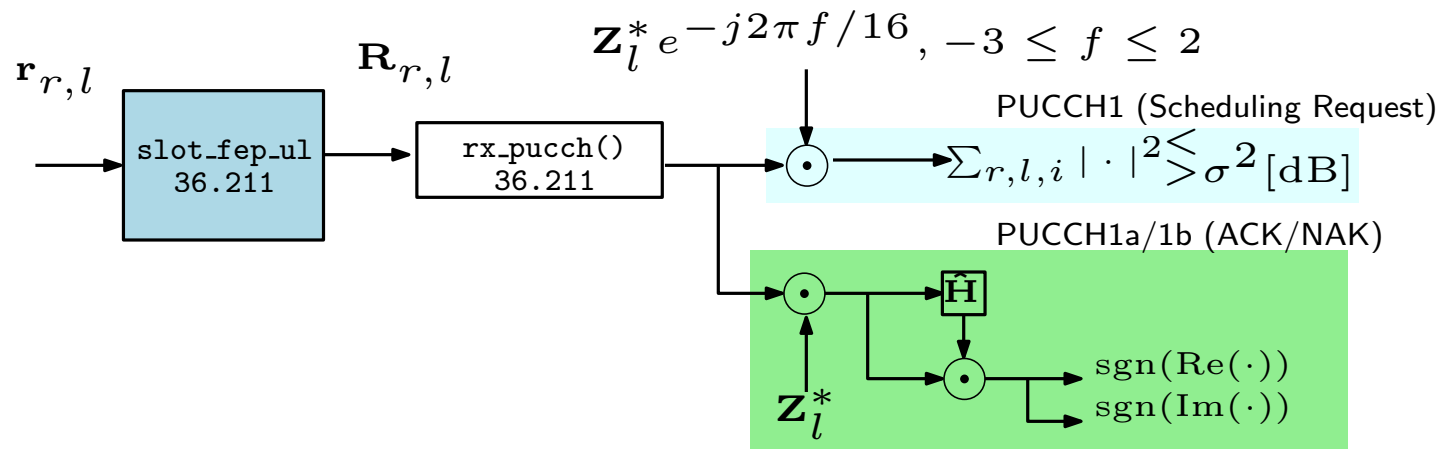 𝐫_{r,l}
𝐑_{r,l}
𝐙_l^* e^{−j2πf/16}, −3 ≤ f ≤ 2
slot_fep_ul
36.211
rx_pucch()
36.211
PUCCH1 (Scheduling Request)
∑_{r,l,i} | · |^2 ≶ σ^2 [dB]
PUCCH1a/1b (ACK/NAK)
𝐇̂
𝐙_l^*
sgn(Re(·))
sgn(Im(·))